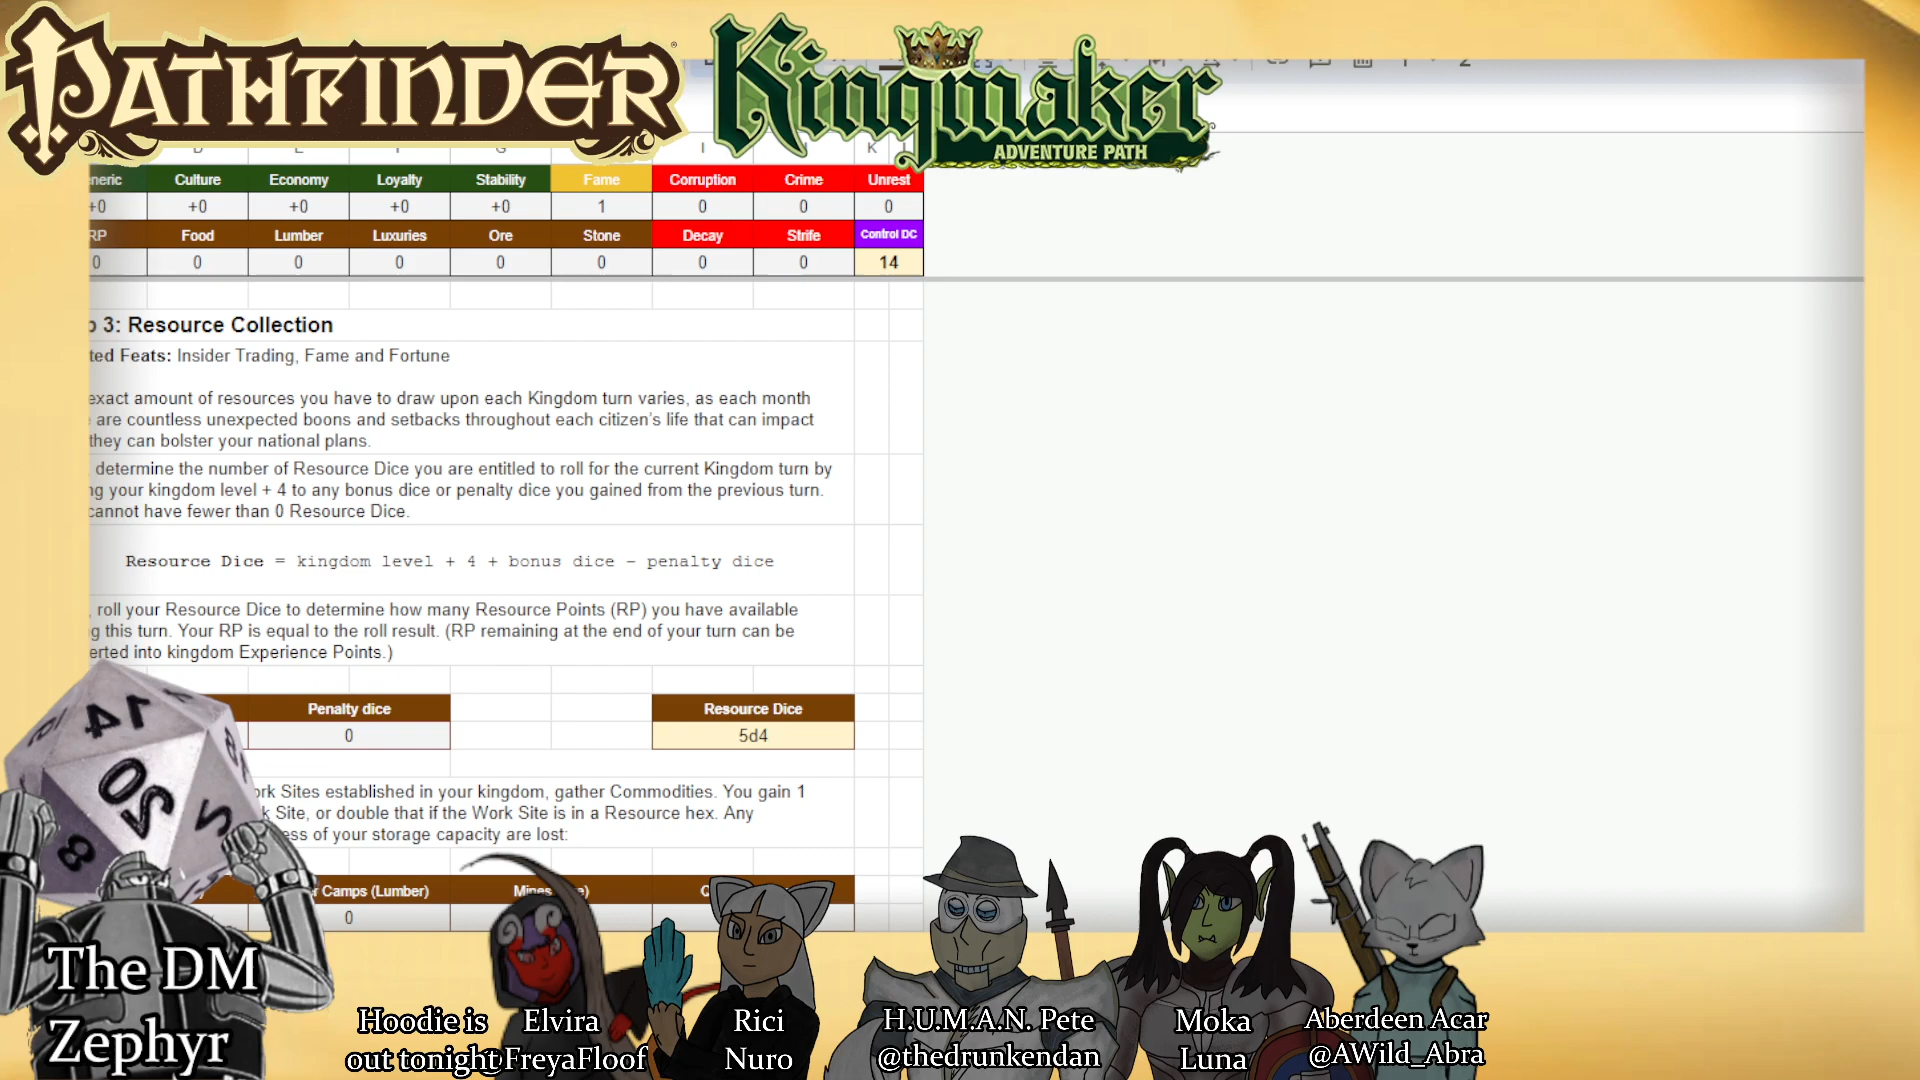 PATHFINDER
Kingmaker
ADVENTURE PATH
D E F G I J K
neric Culture Economy Loyalty Stability Fame Corruption Crime Unrest
+0 +0 +0 +0 +0 1 0 0 0
RP Food Lumber Luxuries Ore Stone Decay Strife Control DC
0 0 0 0 0 0 0 0 14
p 3: Resource Collection
ted Feats: Insider Trading, Fame and Fortune
exact amount of resources you have to draw upon each Kingdom turn varies, as each month
are countless unexpected boons and setbacks throughout each citizen's life that can impact
they can bolster your national plans.
determine the number of Resource Dice you are entitled to roll for the current Kingdom turn by
ng your kingdom level + 4 to any bonus dice or penalty dice you gained from the previous turn.
cannot have fewer than 0 Resource Dice.
Resource Dice = kingdom level + 4 + bonus dice – penalty dice
, roll your Resource Dice to determine how many Resource Points (RP) you have available
g this turn. Your RP is equal to the roll result. (RP remaining at the end of your turn can be
erted into kingdom Experience Points.)
Penalty dice Resource Dice
0 5d4
ork Sites established in your kingdom, gather Commodities. You gain 1
k Site, or double that if the Work Site is in a Resource hex. Any
ess of your storage capacity are lost:
r Camps (Lumber) Mines
0
14
20
2
8
The DM
Zephyr
Hoodie is
out tonight
Elvira
@FreyaFloof
Rici
Nuro
H.U.M.A.N. Pete
@thedrunkendan
Moka
Luna
Aberdeen Acar
@AWild_Abra